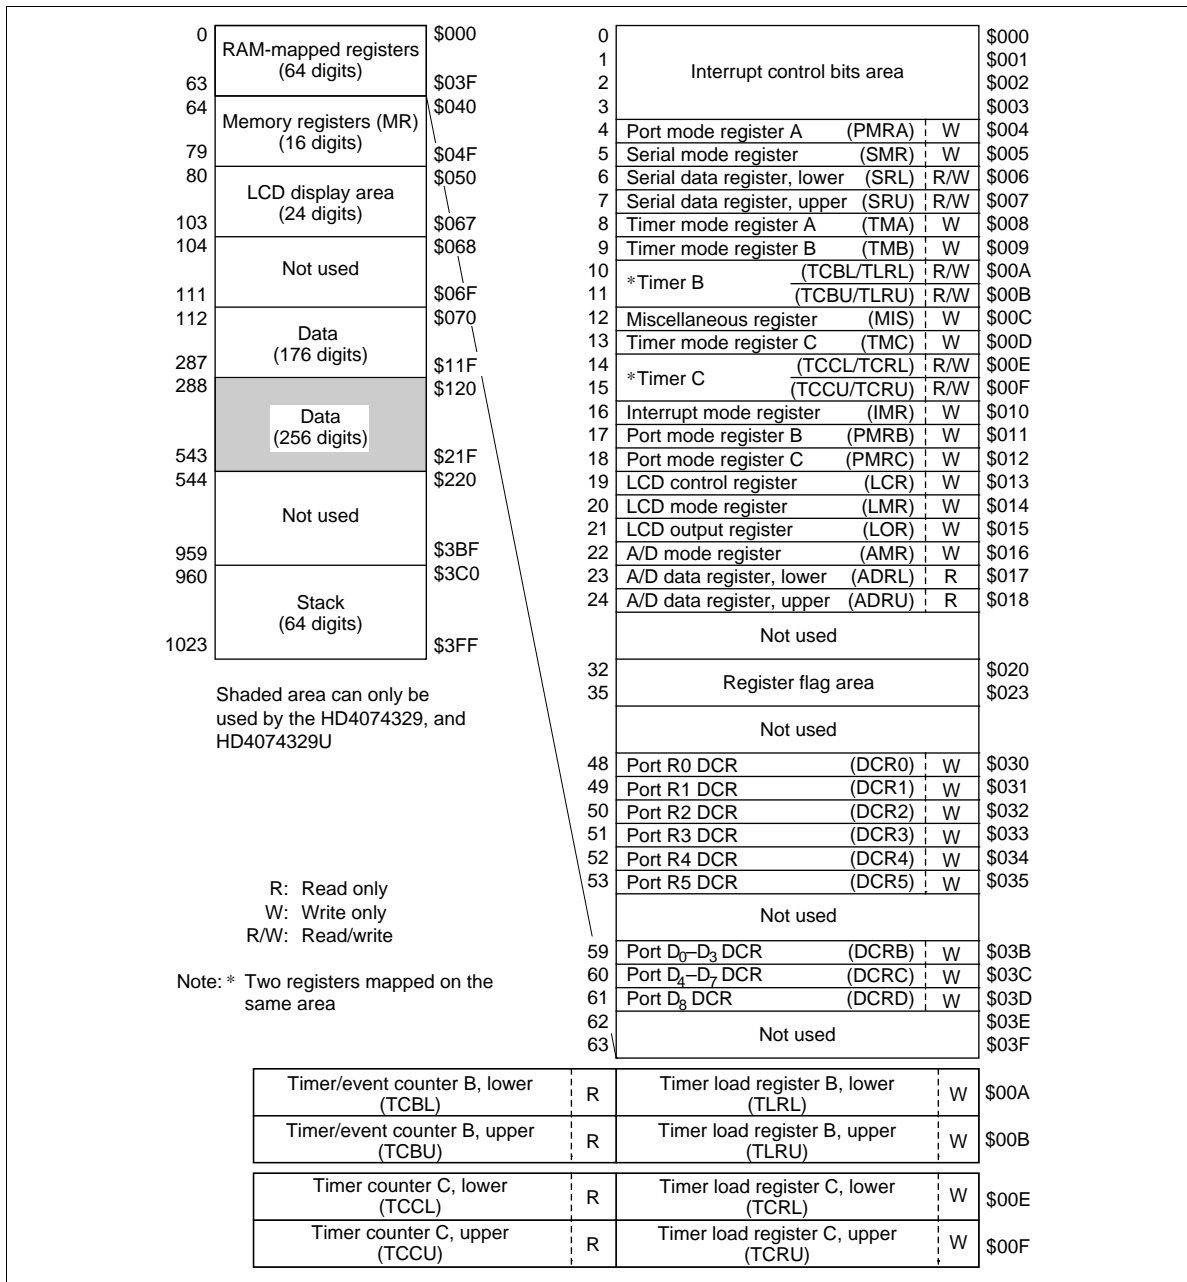 0 RAM-mapped registers $000
(64 digits)
63 $03F
64 Memory registers (MR) $040
(16 digits)
79 $04F
80 LCD display area $050
(24 digits)
103 $067
104 $068
Not used
111 $06F
112 $070
Data
(176 digits)
287 $11F
288 $120
Data
(256 digits)
543 $21F
544 $220
Not used
959 $3BF
960 $3C0
Stack
(64 digits)
1023 $3FF
Shaded area can only be
used by the HD4074329, and
HD4074329U
R: Read only
W: Write only
R/W: Read/write
Note: * Two registers mapped on the
same area
0 $000
1 $001
Interrupt control bits area
2 $002
3 $003
4 Port mode register A (PMRA) W $004
5 Serial mode register (SMR) W $005
6 Serial data register, lower (SRL) R/W $006
7 Serial data register, upper (SRU) R/W $007
8 Timer mode register A (TMA) W $008
9 Timer mode register B (TMB) W $009
10 (TCBL/TLRL) R/W $00A
*Timer B
11 (TCBU/TLRU) R/W $00B
12 Miscellaneous register (MIS) W $00C
13 Timer mode register C (TMC) W $00D
14 (TCCL/TCRL) R/W $00E
*Timer C
15 (TCCU/TCRU) R/W $00F
16 Interrupt mode register (IMR) W $010
17 Port mode register B (PMRB) W $011
18 Port mode register C (PMRC) W $012
19 LCD control register (LCR) W $013
20 LCD mode register (LMR) W $014
21 LCD output register (LOR) W $015
22 A/D mode register (AMR) W $016
23 A/D data register, lower (ADRL) R $017
24 A/D data register, upper (ADRU) R $018
Not used
32 $020
Register flag area
35 $023
Not used
48 Port R0 DCR (DCR0) W $030
49 Port R1 DCR (DCR1) W $031
50 Port R2 DCR (DCR2) W $032
51 Port R3 DCR (DCR3) W $033
52 Port R4 DCR (DCR4) W $034
53 Port R5 DCR (DCR5) W $035
Not used
59 Port D0–D3 DCR (DCRB) W $03B
60 Port D4–D7 DCR (DCRC) W $03C
61 Port D8 DCR (DCRD) W $03D
62 $03E
Not used
63 $03F
Timer/event counter B, lower R Timer load register B, lower W $00A
(TCBL) (TLRL)
Timer/event counter B, upper R Timer load register B, upper W $00B
(TCBU) (TLRU)
Timer counter C, lower R Timer load register C, lower W $00E
(TCCL) (TCRL)
Timer counter C, upper R Timer load register C, upper W $00F
(TCCU) (TCRU)